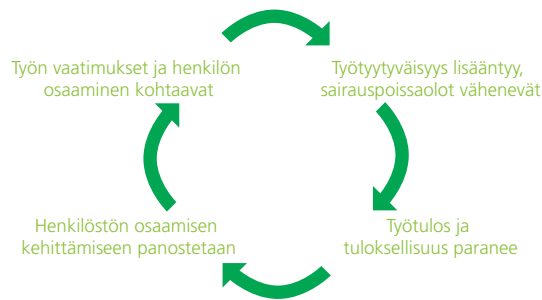 Työn vaatimukset ja henkilön
osaaminen kohtaavat
Työtyytyväisyys lisääntyy,
sairauspoissaolot vähenevät
Työtulos ja
tuloksellisuus paranee
Henkilöstön osaamisen
kehittämiseen panostetaan